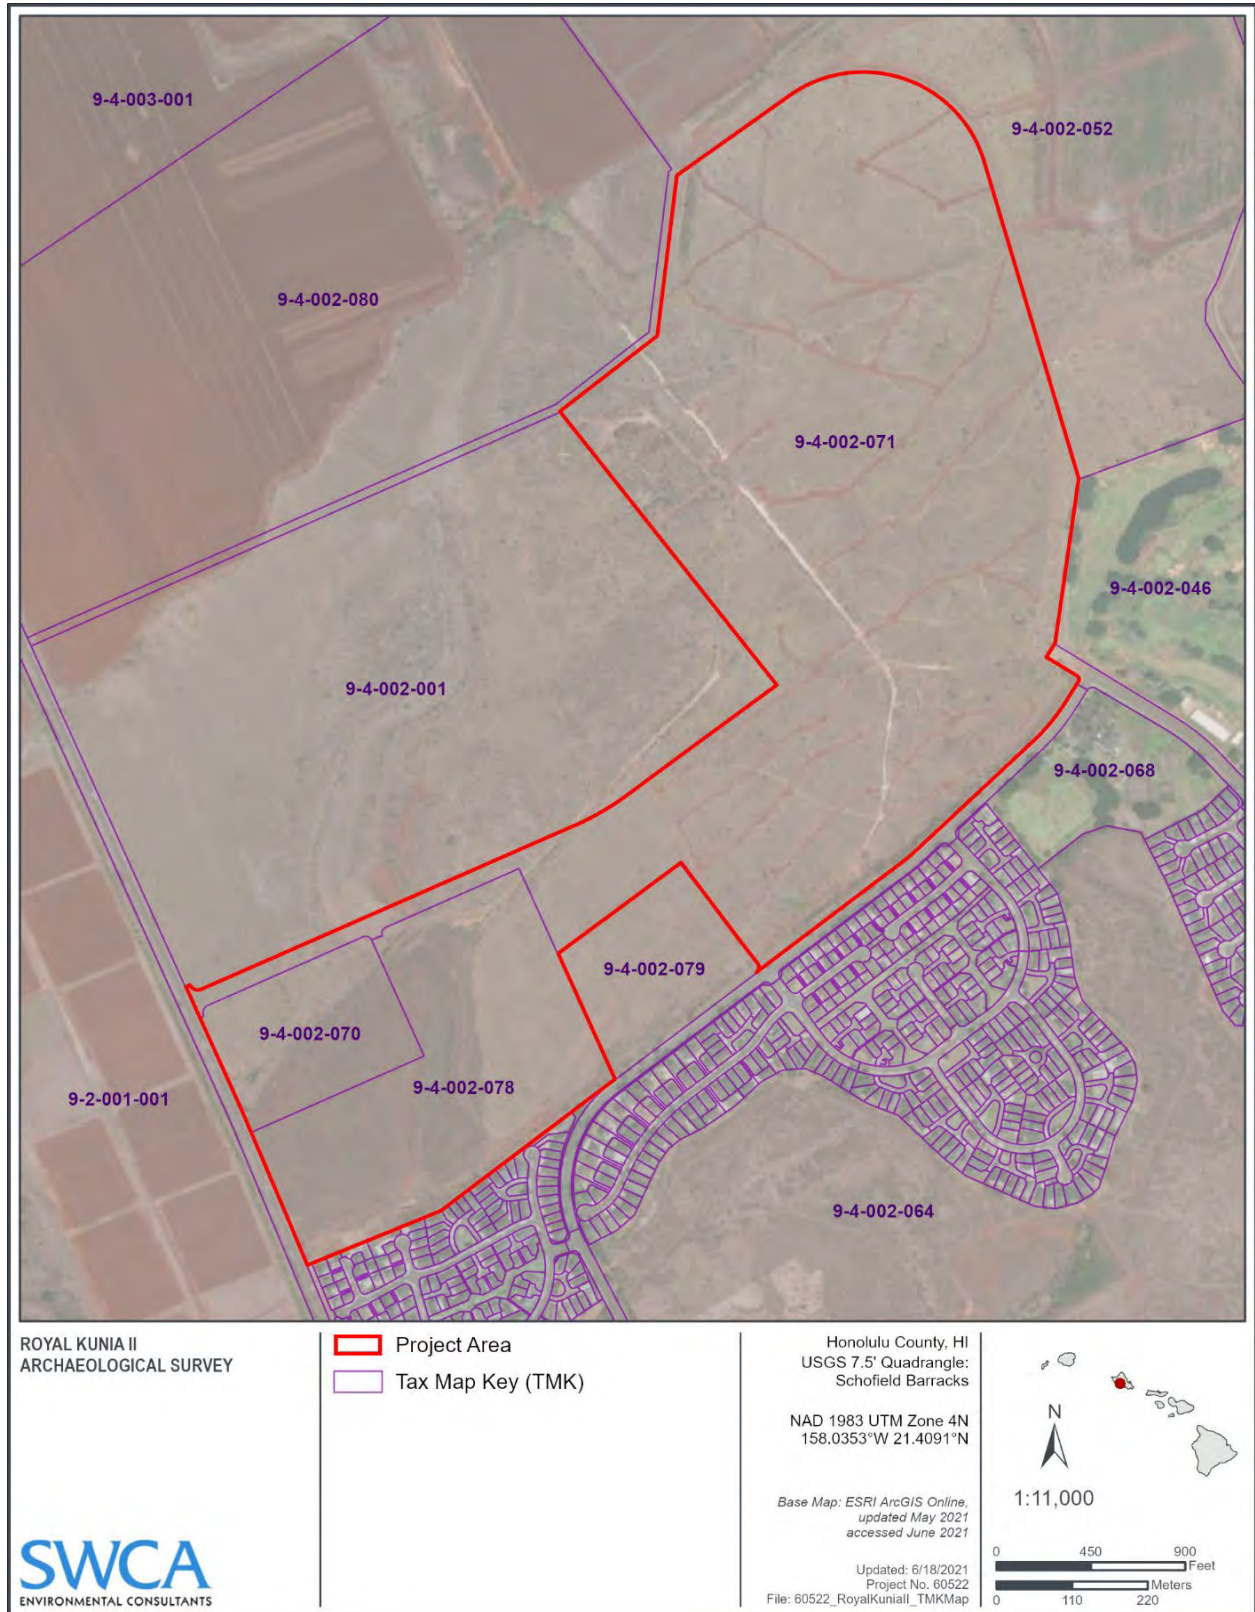 9-4-003-001
9-4-002-052
9-4-002-080
9-4-002-071
9-4-002-046
9-4-002-001
9-4-002-068
9-4-002-079
9-4-002-070
9-4-002-078
9-2-001-001
9-4-002-064
ROYAL KUNIA II
ARCHAEOLOGICAL SURVEY
Project Area
Tax Map Key (TMK)
Honolulu County, HI
USGS 7.5' Quadrangle:
Schofield Barracks
NAD 1983 UTM Zone 4N
158.0353°W 21.4091°N
Base Map: ESRI ArcGIS Online,
updated May 2021
accessed June 2021
Updated: 6/18/2021
Project No. 60522
File: 60522_RoyalKuniaII_TMKMap
N
1:11,000
0 450 900
Feet
Meters
0 110 220
SWCA
ENVIRONMENTAL CONSULTANTS